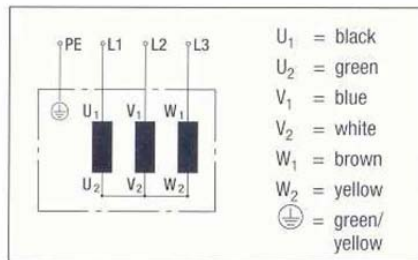 PE L1 L2 L3
U₁ V₁ W₁
U₂ V₂ W₂
U₁ = black
U₂ = green
V₁ = blue
V₂ = white
W₁ = brown
W₂ = yellow
⏚ = green/
yellow